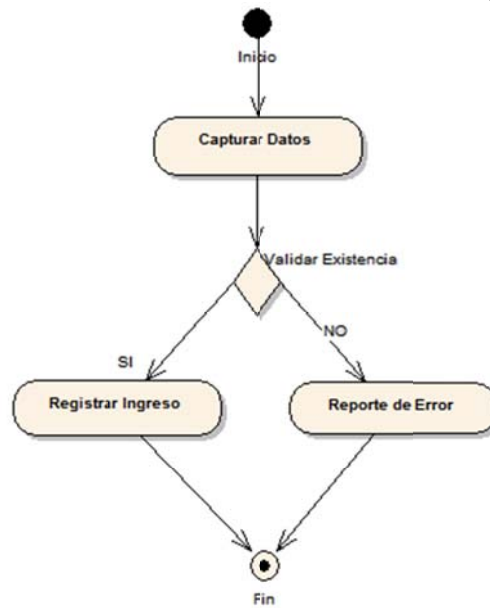 Inicio
Capturar Datos
Validar Existencia
NO
SI
Registrar Ingreso
Reporte de Error
Fin